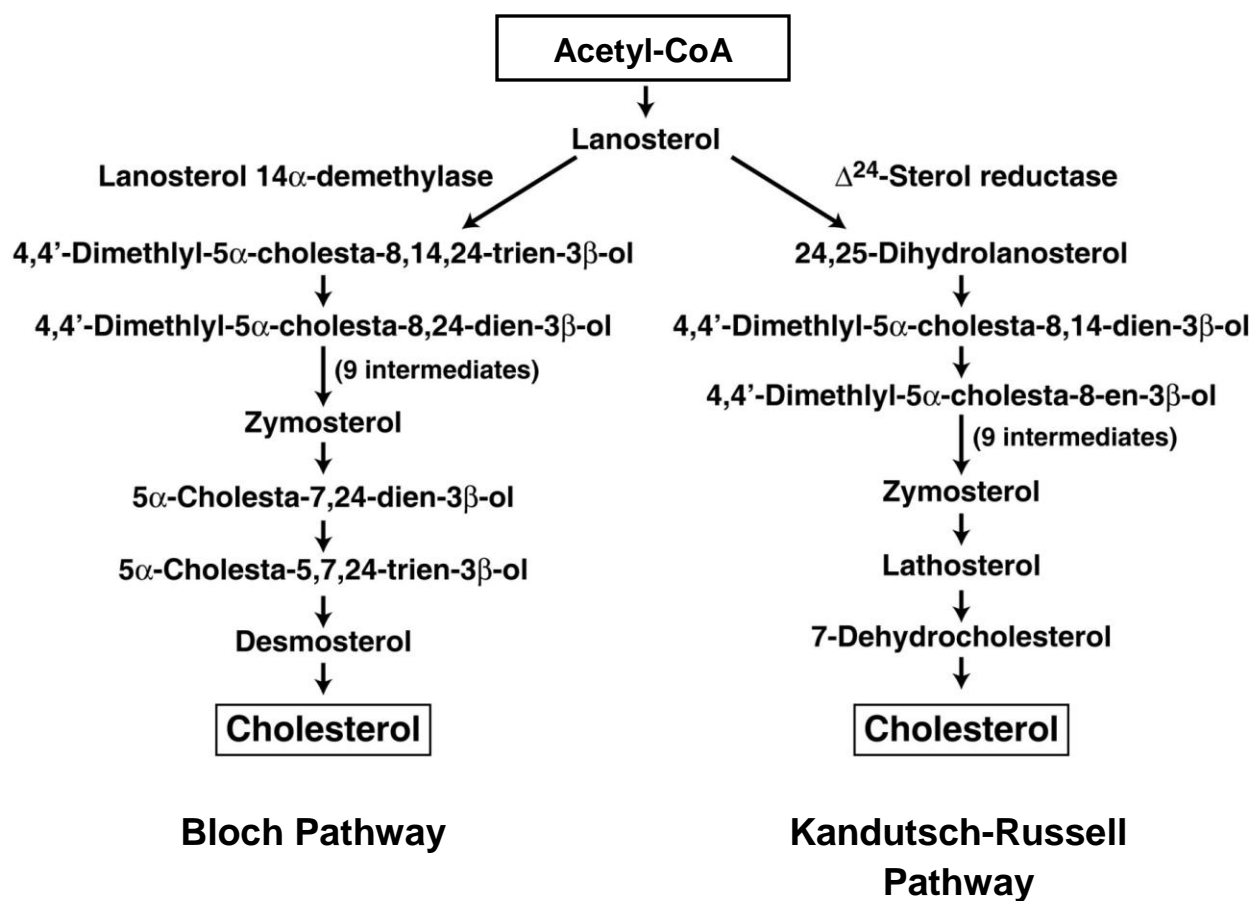 Acetyl-CoA
Lanosterol
Lanosterol 14α-demethylase
Δ24-Sterol reductase
4,4’-Dimethlyl-5α-cholesta-8,14,24-trien-3β-ol
4,4’-Dimethlyl-5α-cholesta-8,24-dien-3β-ol
(9 intermediates)
Zymosterol
5α-Cholesta-7,24-dien-3β-ol
5α-Cholesta-5,7,24-trien-3β-ol
Desmosterol
Cholesterol
Bloch Pathway
24,25-Dihydrolanosterol
4,4’-Dimethlyl-5α-cholesta-8,14-dien-3β-ol
4,4’-Dimethlyl-5α-cholesta-8-en-3β-ol
(9 intermediates)
Zymosterol
Lathosterol
7-Dehydrocholesterol
Cholesterol
Kandutsch-Russell
Pathway